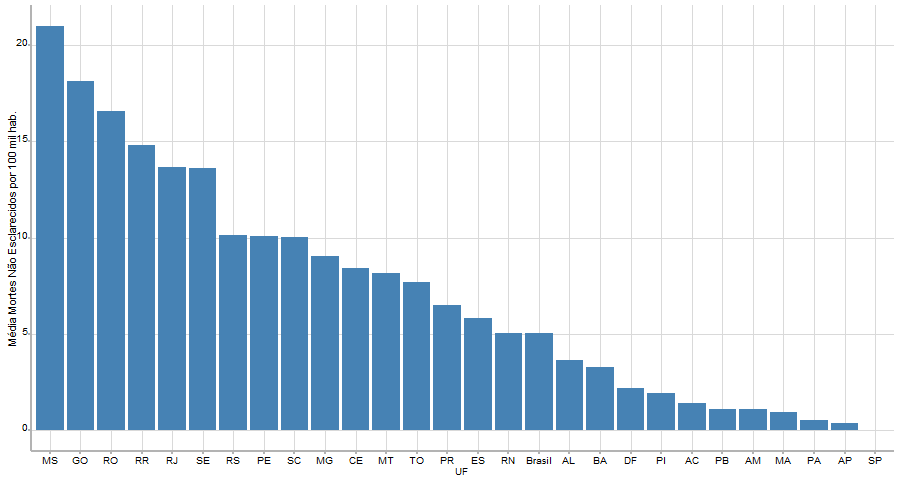 Média Mortes Não Esclarecidos por 100 mil hab.
20
15
10
5
0
MS GO RO RR RJ SE RS PE SC MG CE MT TO PR ES RN Brasil AL BA DF PI AC PB AM MA PA AP SP
UF